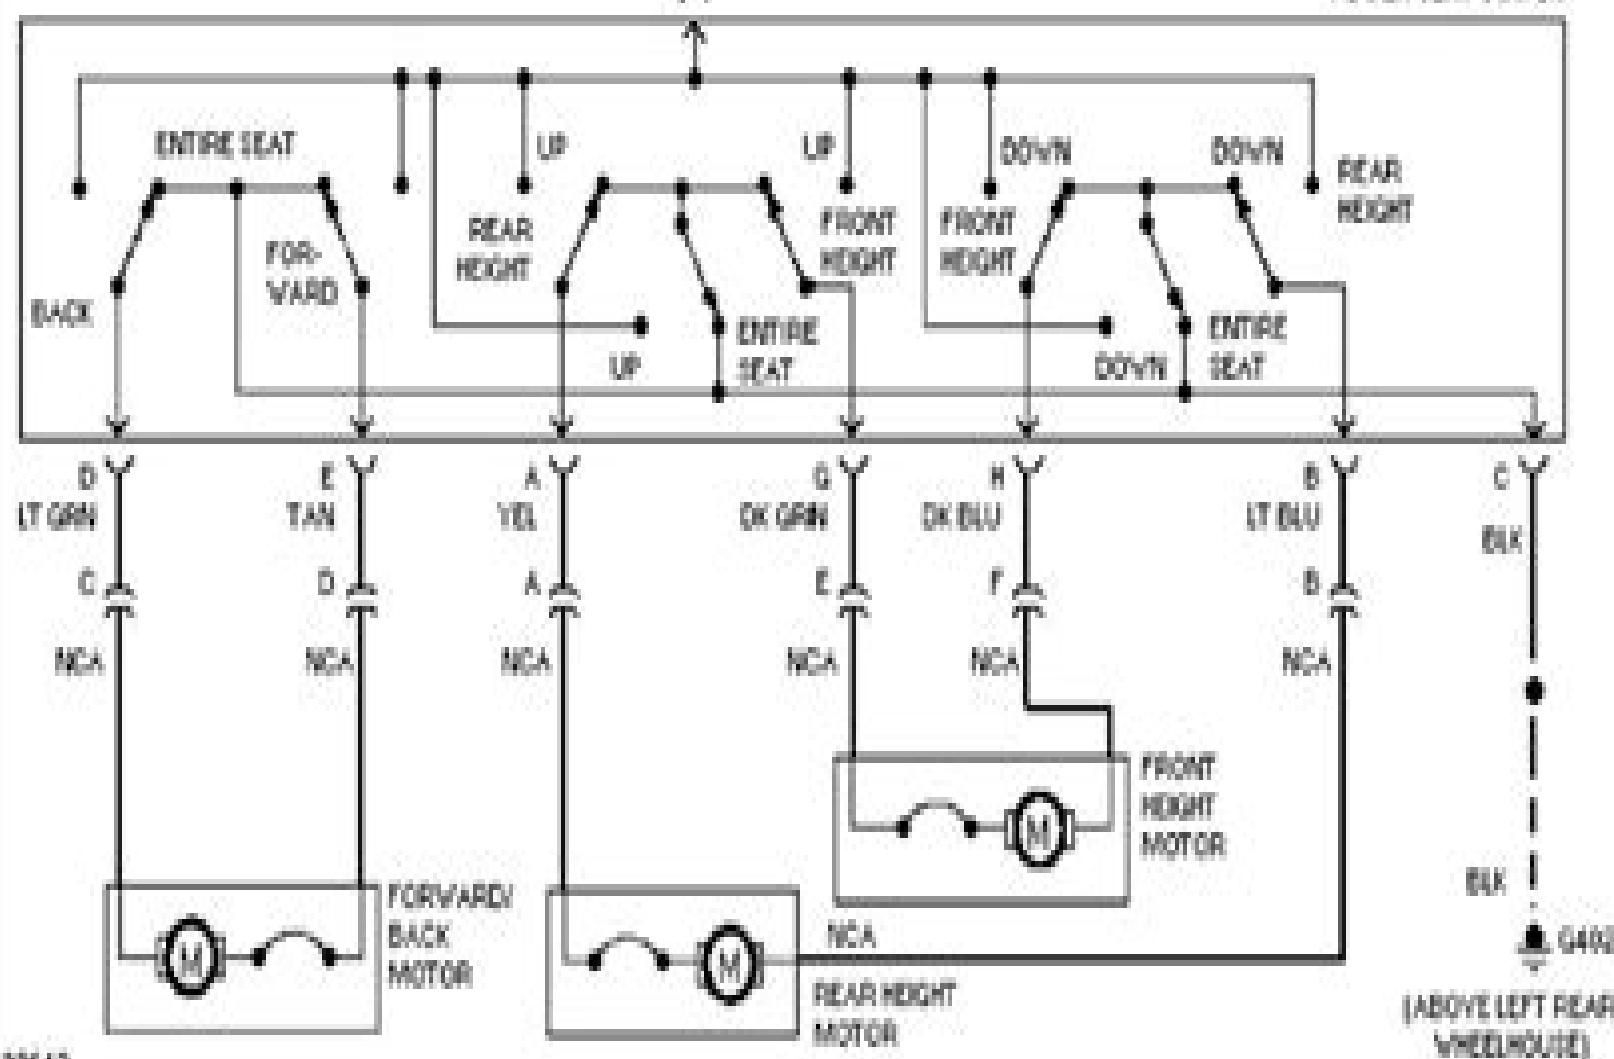 ENTIRE SEAT
UP
UP
DOWN
DOWN
REAR
HEIGHT
REAR
HEIGHT
FRONT
HEIGHT
FRONT
HEIGHT
FOR-
WARD
BACK
ENTIRE
SEAT
UP
ENTIRE
SEAT
DOWN
D
E
A
G
H
B
C
LT GRN
TAN
YEL
DK GRN
DK BLU
LT BLU
BLK
C
D
A
E
F
B
NCA
NCA
NCA
NCA
NCA
NCA
FRONT
HEIGHT
MOTOR
M
BLK
FORWARD/
BACK
MOTOR
M
NCA
M
REAR HEIGHT
MOTOR
G402
(ABOVE LEFT REAR
WHEELHOUSE)